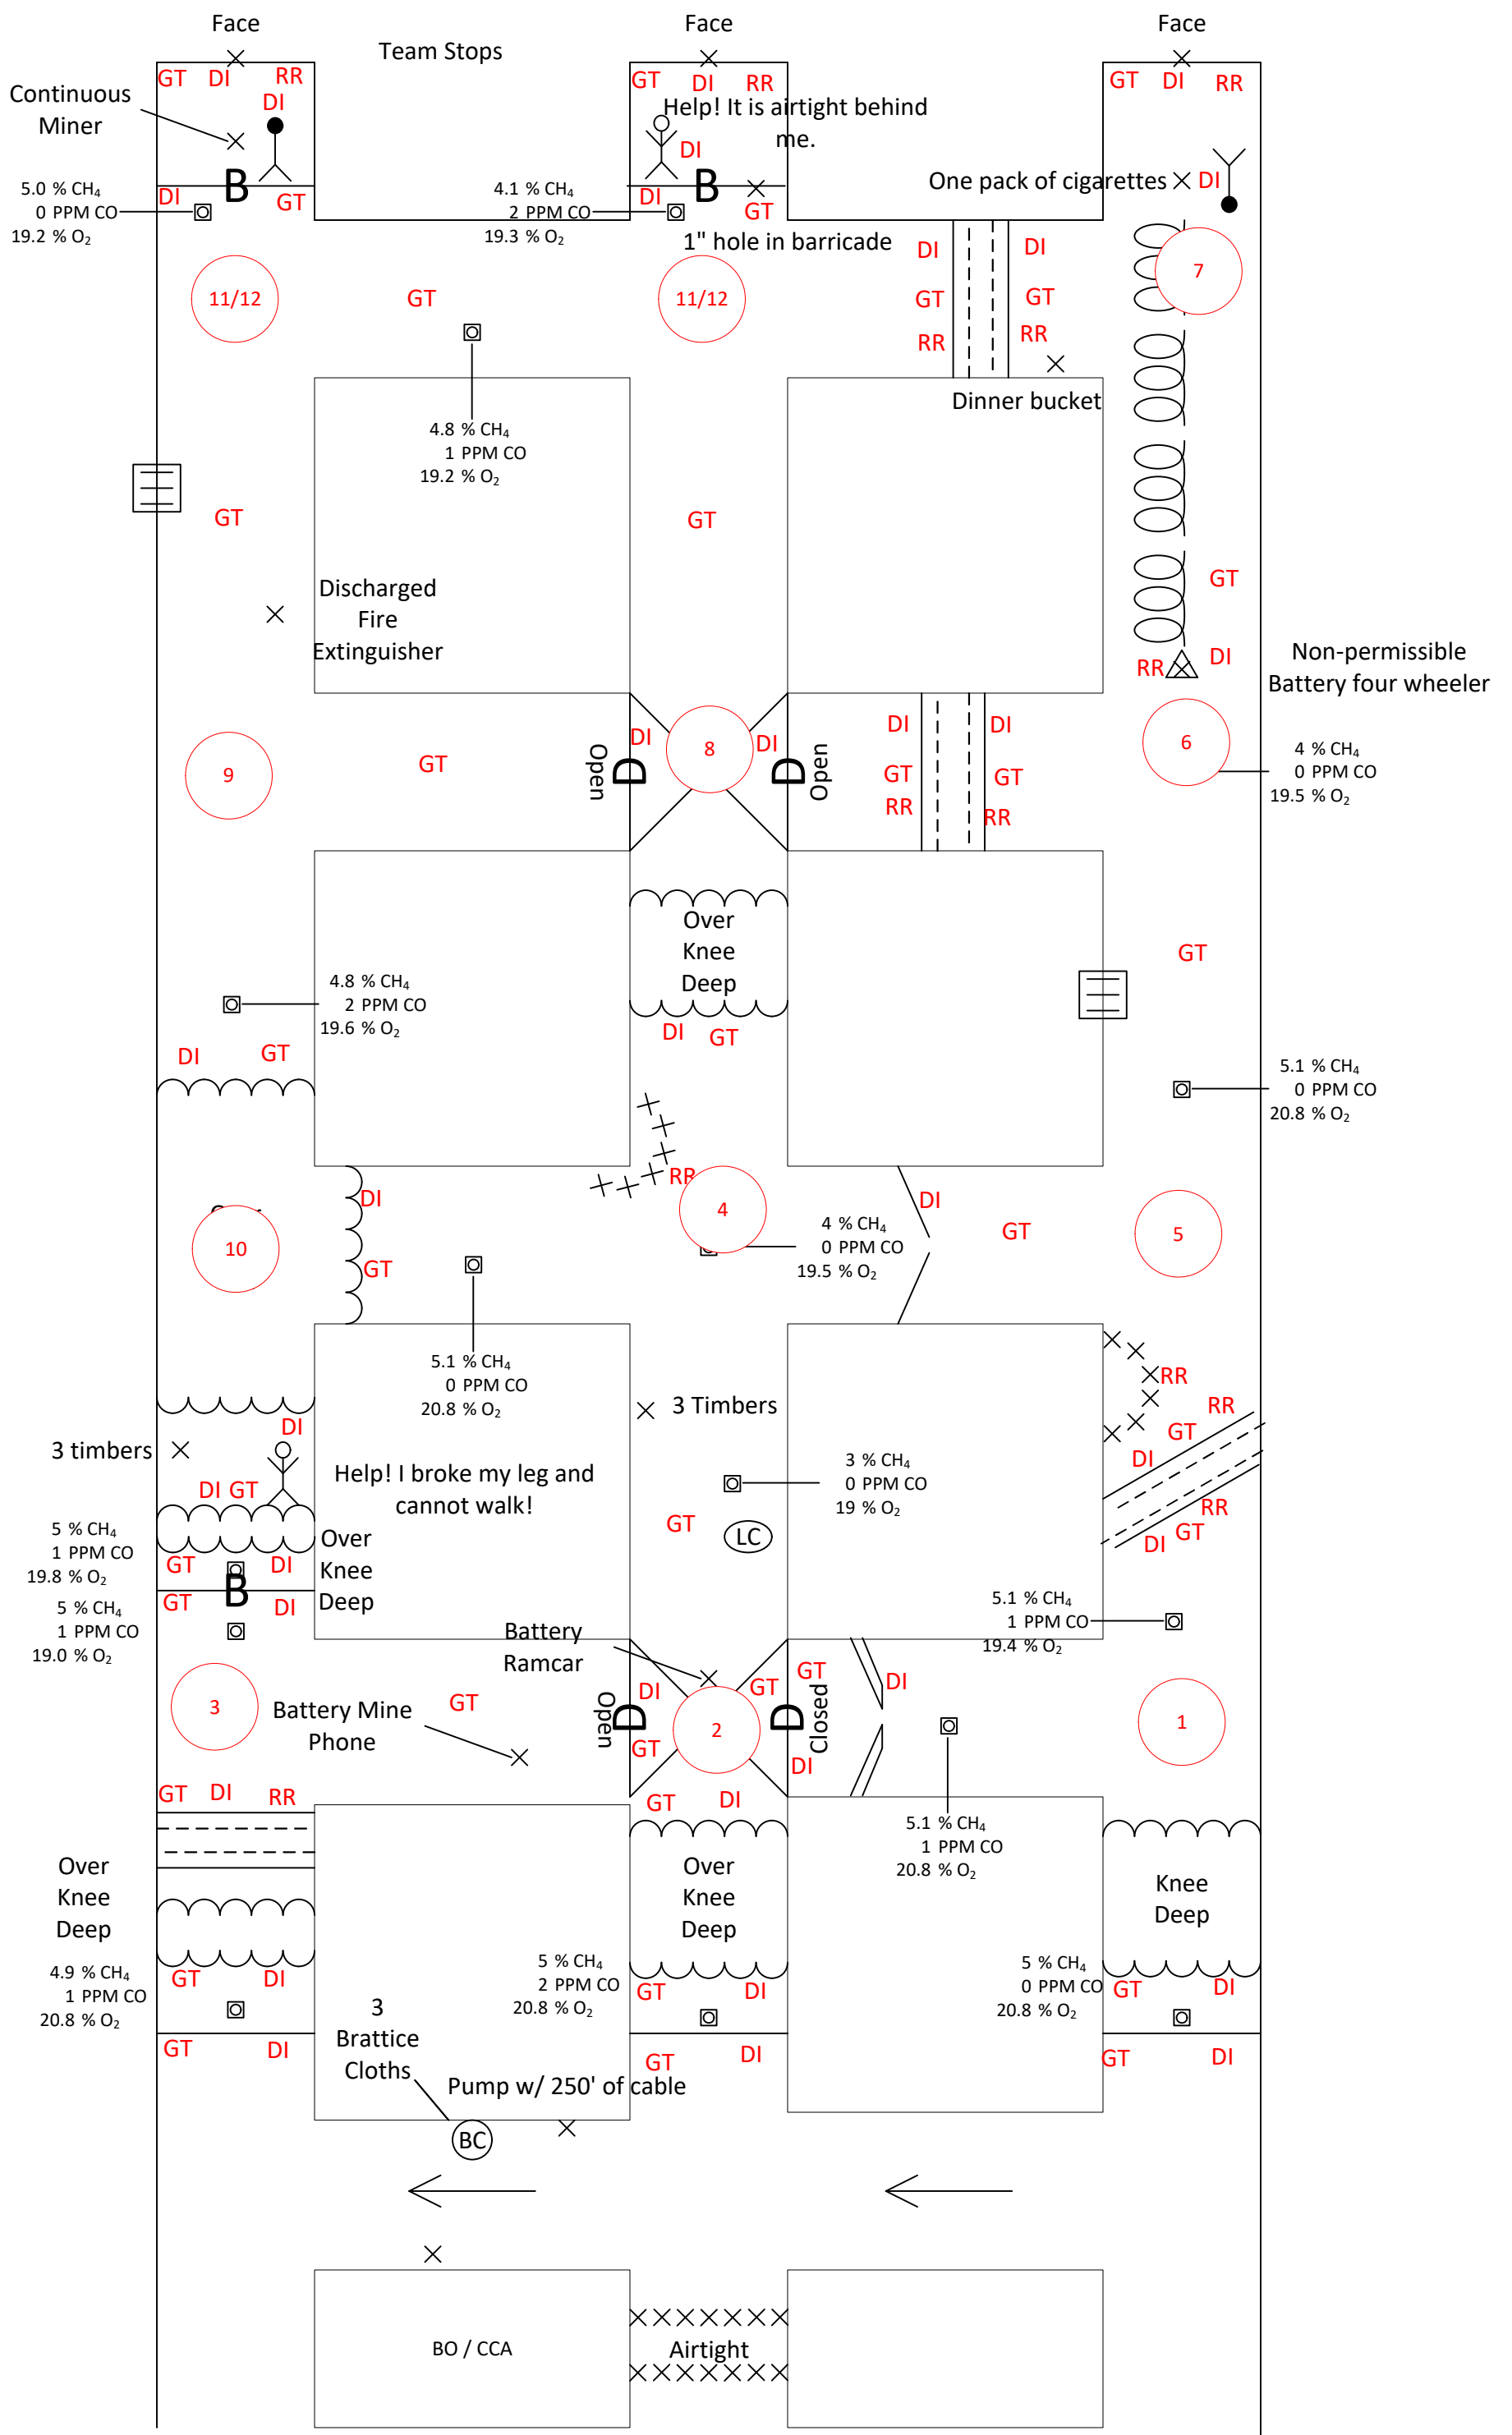 Face
Face
Face
Team Stops
GT DI RR
GT DI RR
GT DI RR
Continuous
Miner
DI
Help! It is airtight behind
me.
DI
One pack of cigarettes
DI
5.0 % CH₄
0 PPM CO
19.2 % O₂
DI
B
GT
4.1 % CH₄
2 PPM CO
19.3 % O₂
DI
B
GT
1" hole in barricade
DI
DI
11/12
GT
11/12
GT
GT
7
RR
RR
Dinner bucket
4.8 % CH₄
1 PPM CO
19.2 % O₂
GT
GT
Discharged
Fire
Extinguisher
GT
RR
DI
Non-permissible
Battery four wheeler
9
GT
Open
D
DI
8
DI
D
Open
DI
DI
GT
GT
RR
RR
6
4 % CH₄
0 PPM CO
19.5 % O₂
Over
Knee
Deep
GT
4.8 % CH₄
2 PPM CO
19.6 % O₂
DI
GT
DI
GT
5.1 % CH₄
0 PPM CO
20.8 % O₂
10
DI
GT
RR
4
4 % CH₄
0 PPM CO
19.5 % O₂
DI
GT
5
5.1 % CH₄
0 PPM CO
20.8 % O₂
3 Timbers
RR
RR
GT
DI
3 timbers
DI
DI GT
Help! I broke my leg and
cannot walk!
3 % CH₄
0 PPM CO
19 % O₂
GT
LC
RR
GT
DI
5 % CH₄
1 PPM CO
19.8 % O₂
GT
DI
B
Over
Knee
Deep
5 % CH₄
1 PPM CO
19.0 % O₂
GT
DI
5.1 % CH₄
1 PPM CO
19.4 % O₂
Battery
Ramcar
3
GT
Battery Mine
Phone
Open
D
DI
GT
2
GT
D
GT
Closed
DI
DI
1
GT DI RR
GT DI
5.1 % CH₄
1 PPM CO
20.8 % O₂
Over
Knee
Deep
Over
Knee
Deep
Knee
Deep
4.9 % CH₄
1 PPM CO
20.8 % O₂
GT DI
5 % CH₄
2 PPM CO
20.8 % O₂
GT DI
5 % CH₄
0 PPM CO
20.8 % O₂
GT DI
GT DI
GT DI
GT DI
3
Brattice
Cloths
Pump w/ 250' of cable
BC
BO / CCA
Airtight